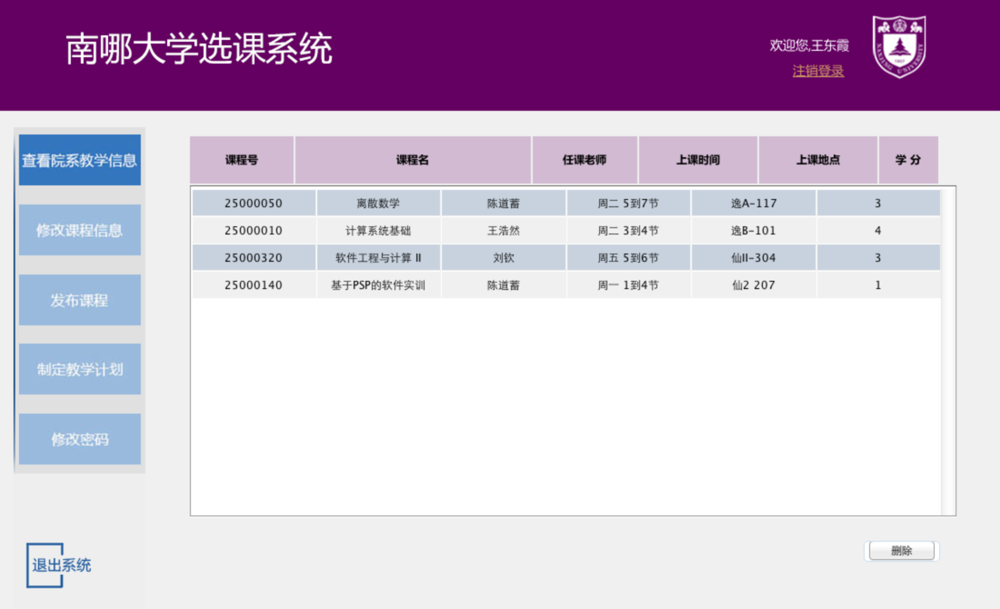 南哪大学选课系统
欢迎您,王东霞
注销登录
NANJING UNIVERSITY
1902
查看院系教学信息
修改课程信息
发布课程
制定教学计划
修改密码
退出系统
课程号 课程名 任课老师 上课时间 上课地点 学 分
25000050 离散数学 陈道蓄 周二 5到7节 逸A-117 3
25000010 计算系统基础 王浩然 周二 3到4节 逸B-101 4
25000320 软件工程与计算 II 刘钦 周五 5到6节 仙II-304 3
25000140 基于PSP的软件实训 陈道蓄 周一 1到4节 仙2 207 1
删除